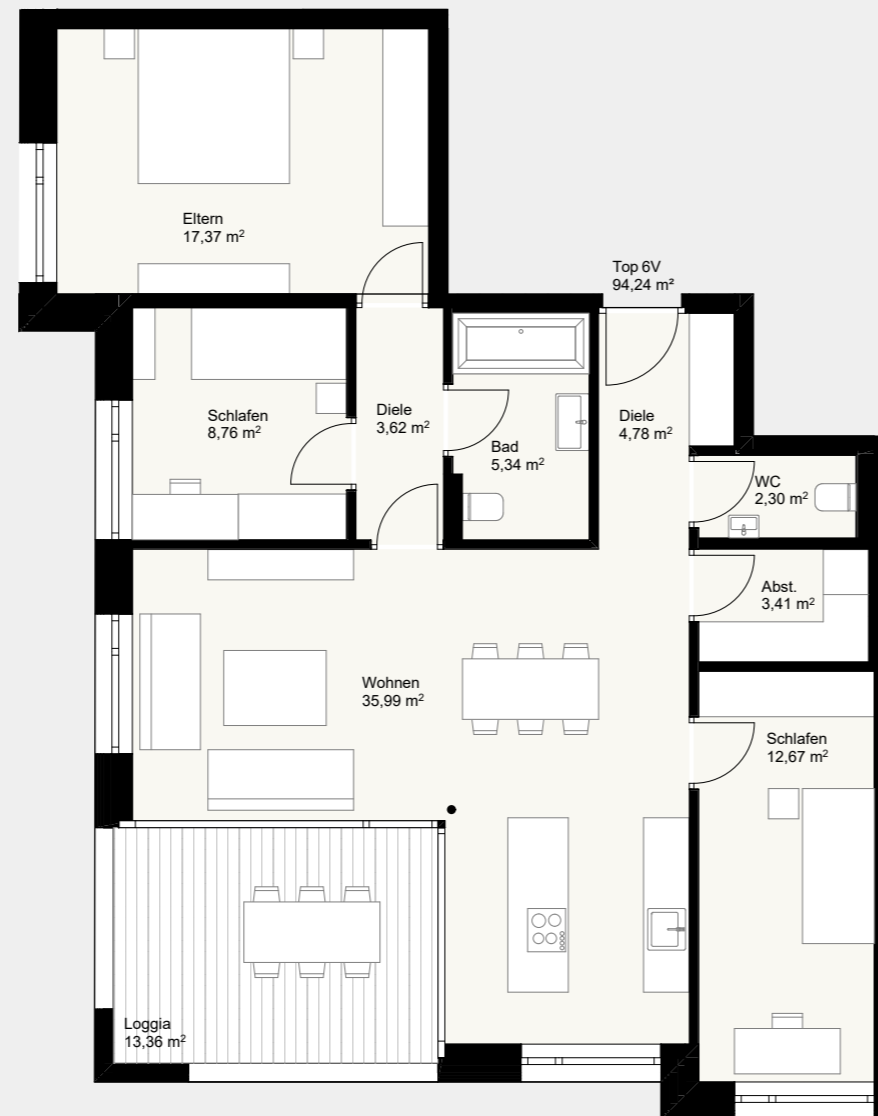 Eltern
17,37 m²
Top 6V
94,24 m²
Schlafen
8,76 m²
Diele
3,62 m²
Bad
5,34 m²
Diele
4,78 m²
WC
2,30 m²
Abst.
3,41 m²
Wohnen
35,99 m²
Schlafen
12,67 m²
Loggia
13,36 m²